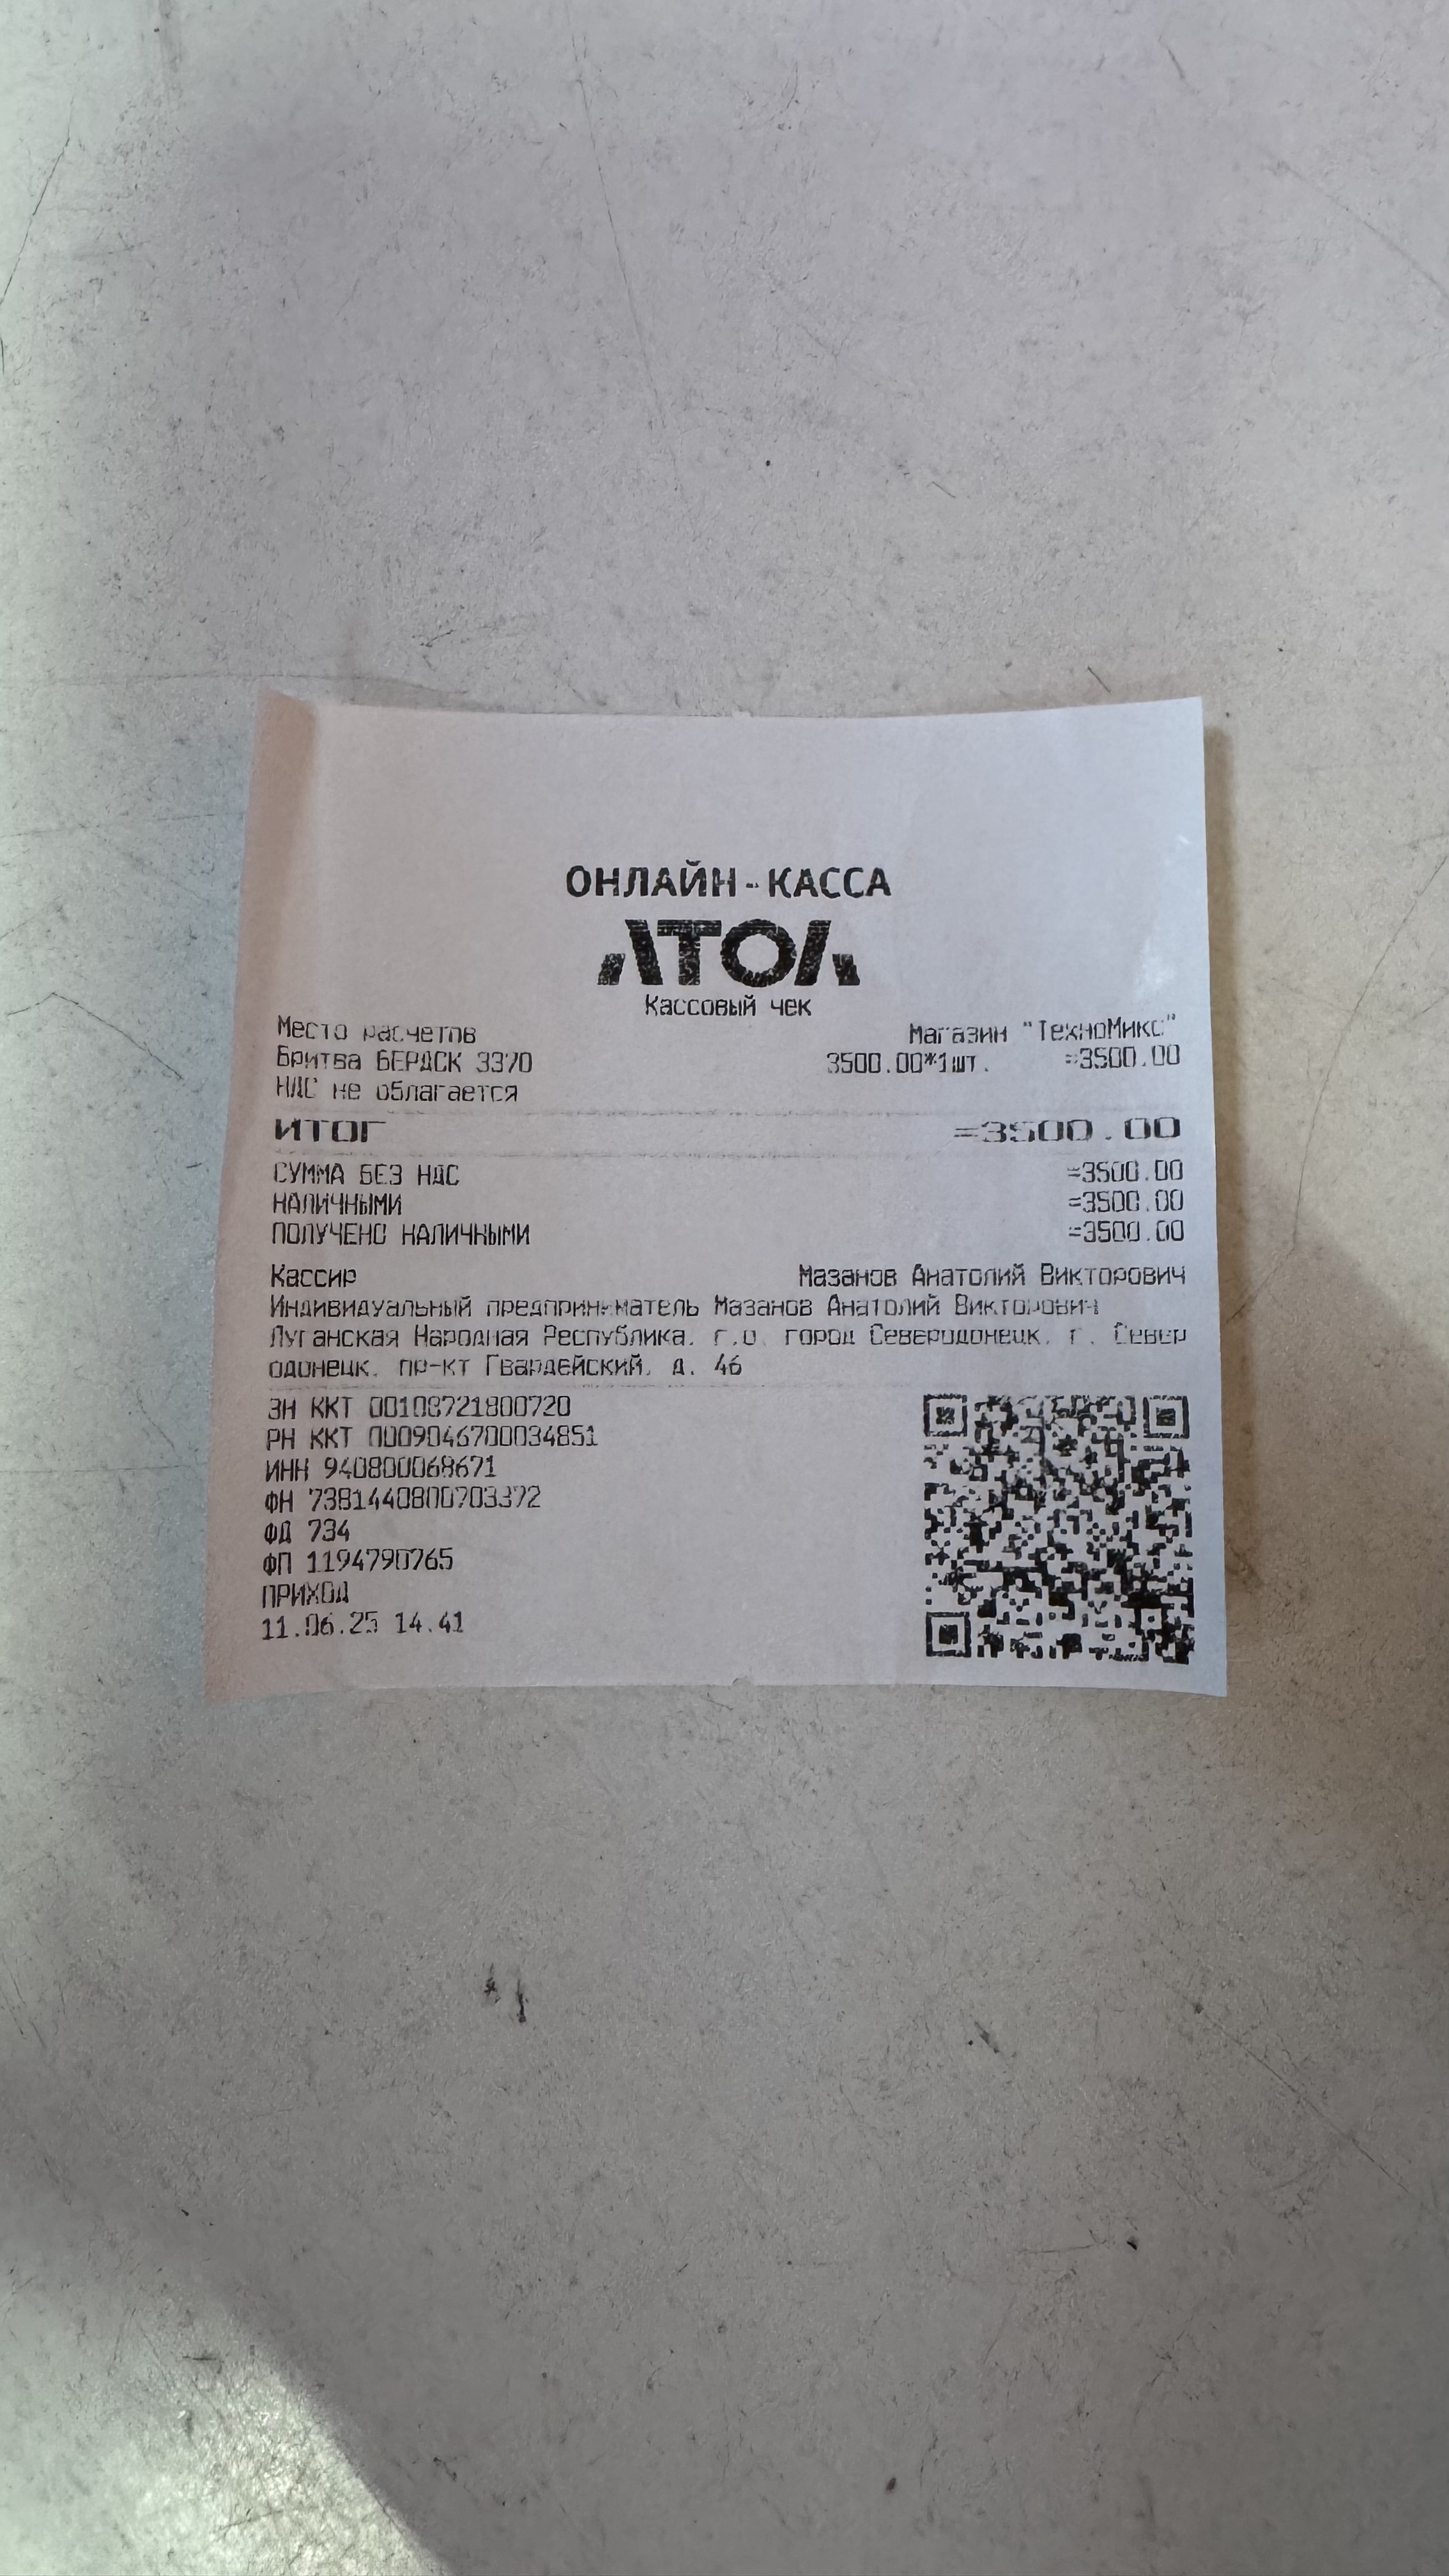 ОНЛАЙН-КАССА
АТОЛ
Кассовый чек
Место расчетов Магазин "ТехноМикс"
Бритва БЕРДСК 3370 3500.00*1шт. =3500.00
НДС не облагается
ИТОГ =3500.00
СУММА БЕЗ НДС =3500.00
НАЛИЧНЫМИ =3500.00
ПОЛУЧЕНО НАЛИЧНЫМИ =3500.00
Кассир Мазанов Анатолий Викторович
Индивидуальный предприниматель Мазанов Анатолий Викторович
Луганская Народная Республика, г.о. город Северодонецк, г. Север
одонецк, пр-кт Гвардейский, д. 46
ЗН ККТ 00108721800720
РН ККТ 0009046700034851
ИНН 940800068671
ФН 7381440800703372
ФД 734
ФП 1194790765
ПРИХОД
11.06.25 14:41